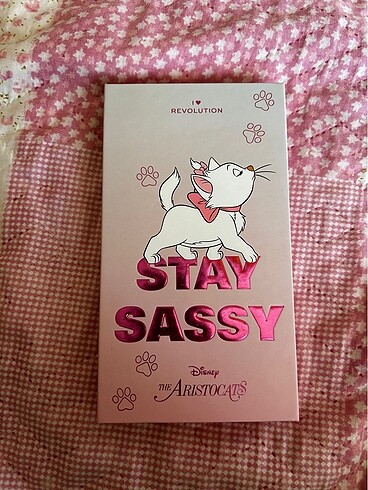 I ♥
REVOLUTION
STAY
SASSY
Disney
THE ARISTOCATS